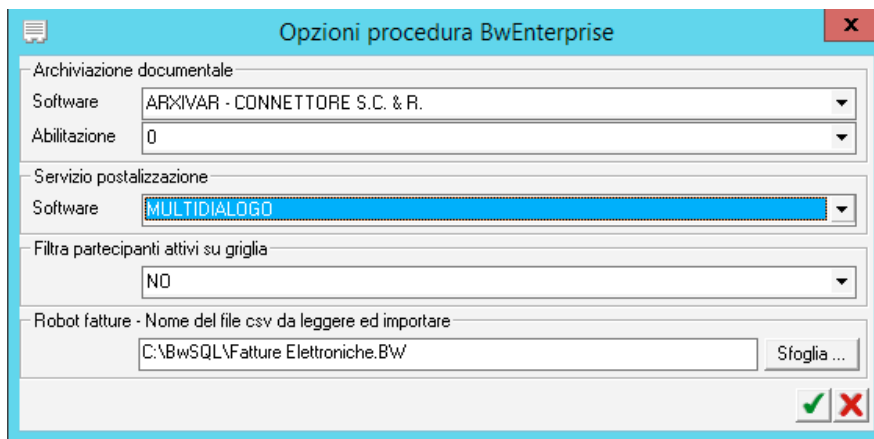 Opzioni procedura BwEnterprise
x
Archiviazione documentale
Software ARXIVAR - CONNETTORE S.C. & R.
Abilitazione 0
Servizio postalizzazione
Software MULTIDIALOGO
Filtra partecipanti attivi su griglia
NO
Robot fatture - Nome del file csv da leggere ed importare
C:\BwSQL\Fatture Elettroniche.BW Sfoglia ...